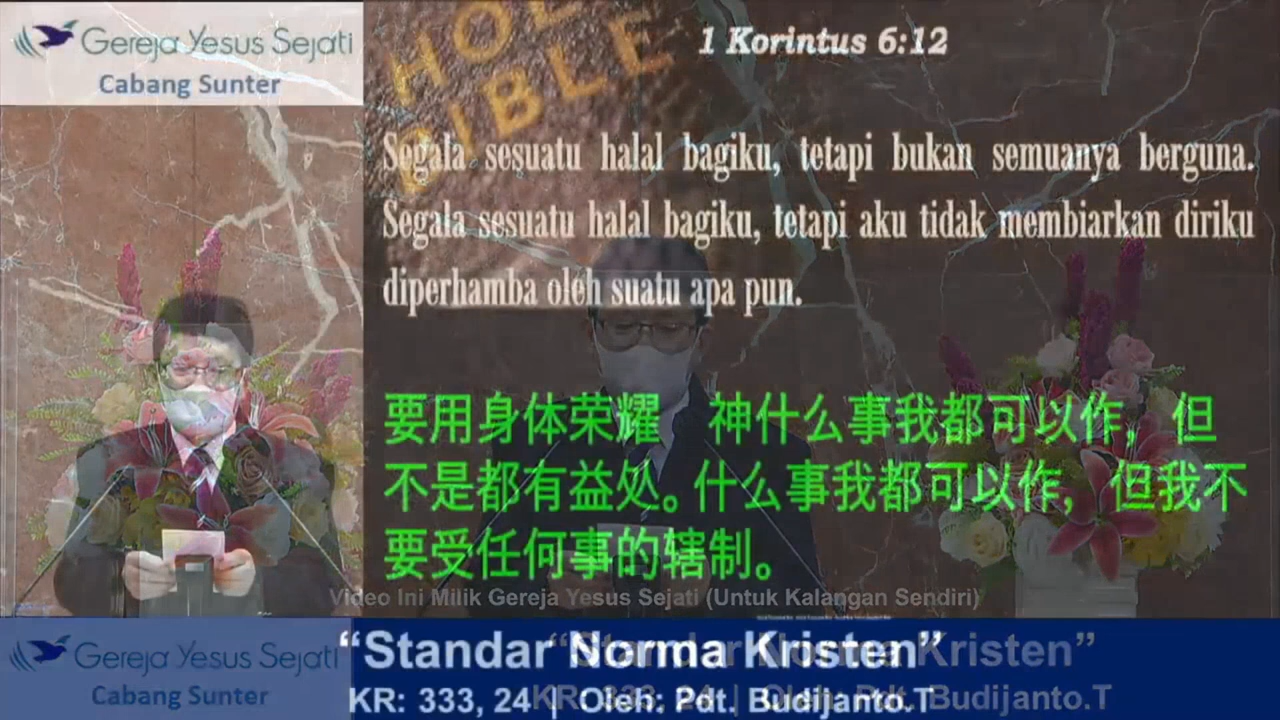 Gereja Yesus Sejati
Cabang Sunter
HOLY
BIBLE
1 Korintus 6:12
Segala sesuatu halal bagiku, tetapi bukan semuanya berguna.
Segala sesuatu halal bagiku, tetapi aku tidak membiarkan diriku
diperhamba oleh suatu apa pun.
要用身体荣耀 神什么事我都可以作，但
不是都有益处。什么事我都可以作，但我不
要受任何事的辖制。
Video Ini Milik Gereja Yesus Sejati (Untuk Kalangan Sendiri)
Gereja Yesus Sejati
Cabang Sunter
“Standar Norma Kristen”
KR: 333, 24 | Oleh: Pdt. Budijanto.T